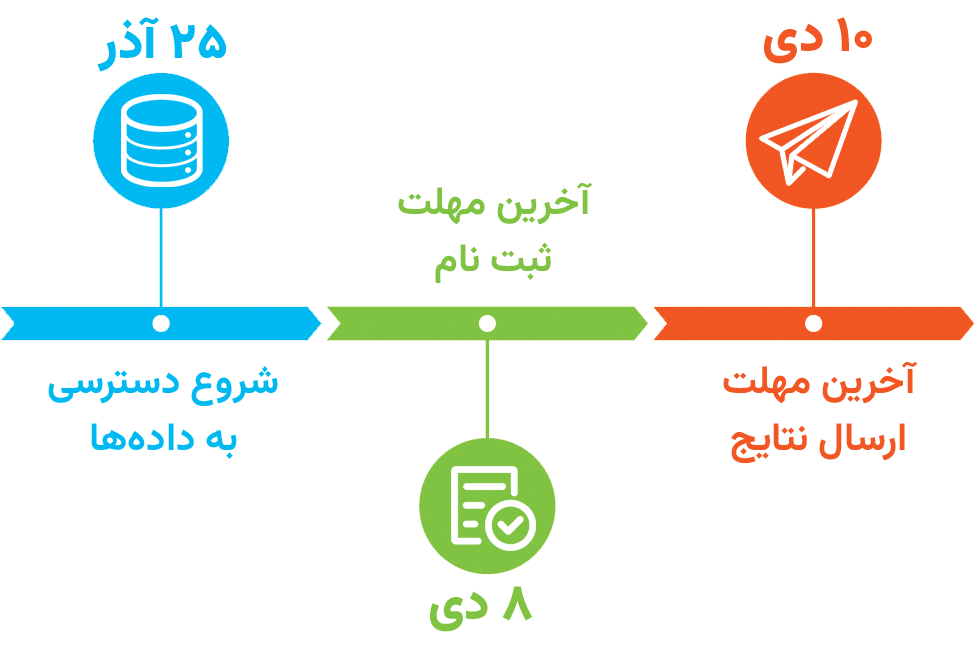 ۲۵ آذر
شروع دسترسی
به داده‌ها
آخرین مهلت
ثبت نام
۸ دی
۱۰ دی
آخرین مهلت
ارسال نتایج